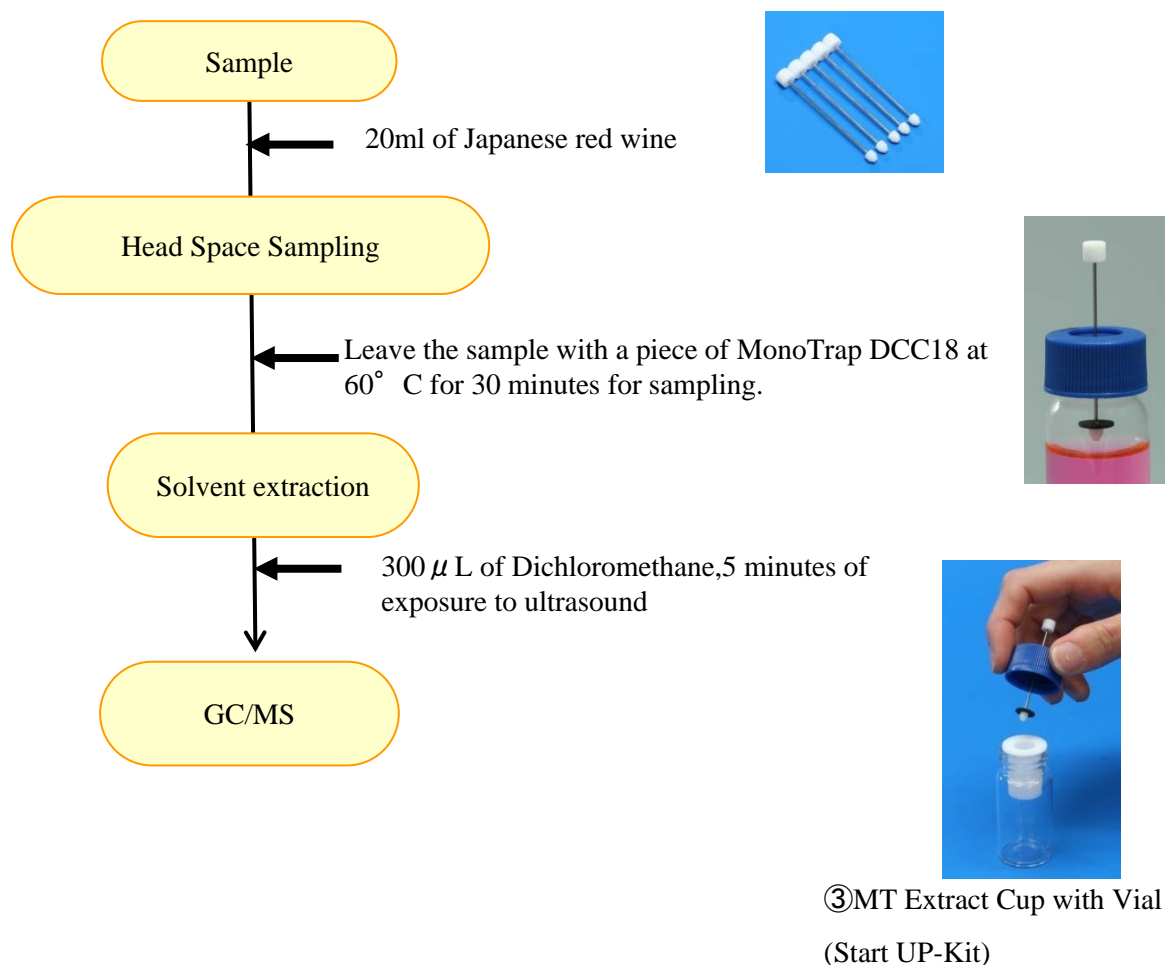 Sample
20ml of Japanese red wine
Head Space Sampling
Leave the sample with a piece of MonoTrap DCC18 at
60°C for 30 minutes for sampling.
Solvent extraction
300μL of Dichloromethane,5 minutes of
exposure to ultrasound
GC/MS
③MT Extract Cup with Vial
(Start UP-Kit)